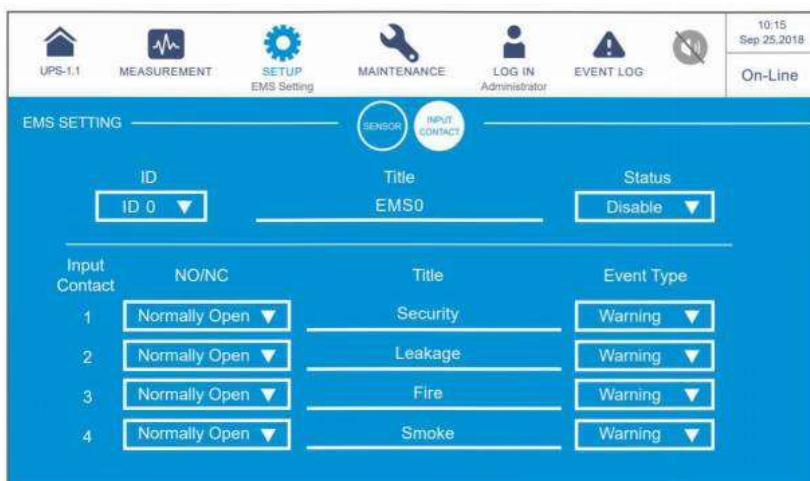 10:15
Sep 25,2018
UPS-1.1 MEASUREMENT SETUP MAINTENANCE LOG IN EVENT LOG
EMS Setting Administrator
On-Line
EMS SETTING SENSOR INPUT CONTACT
ID Title Status
ID 0 EMS0 Disable
Input Contact NO/NC Title Event Type
1 Normally Open Security Warning
2 Normally Open Leakage Warning
3 Normally Open Fire Warning
4 Normally Open Smoke Warning